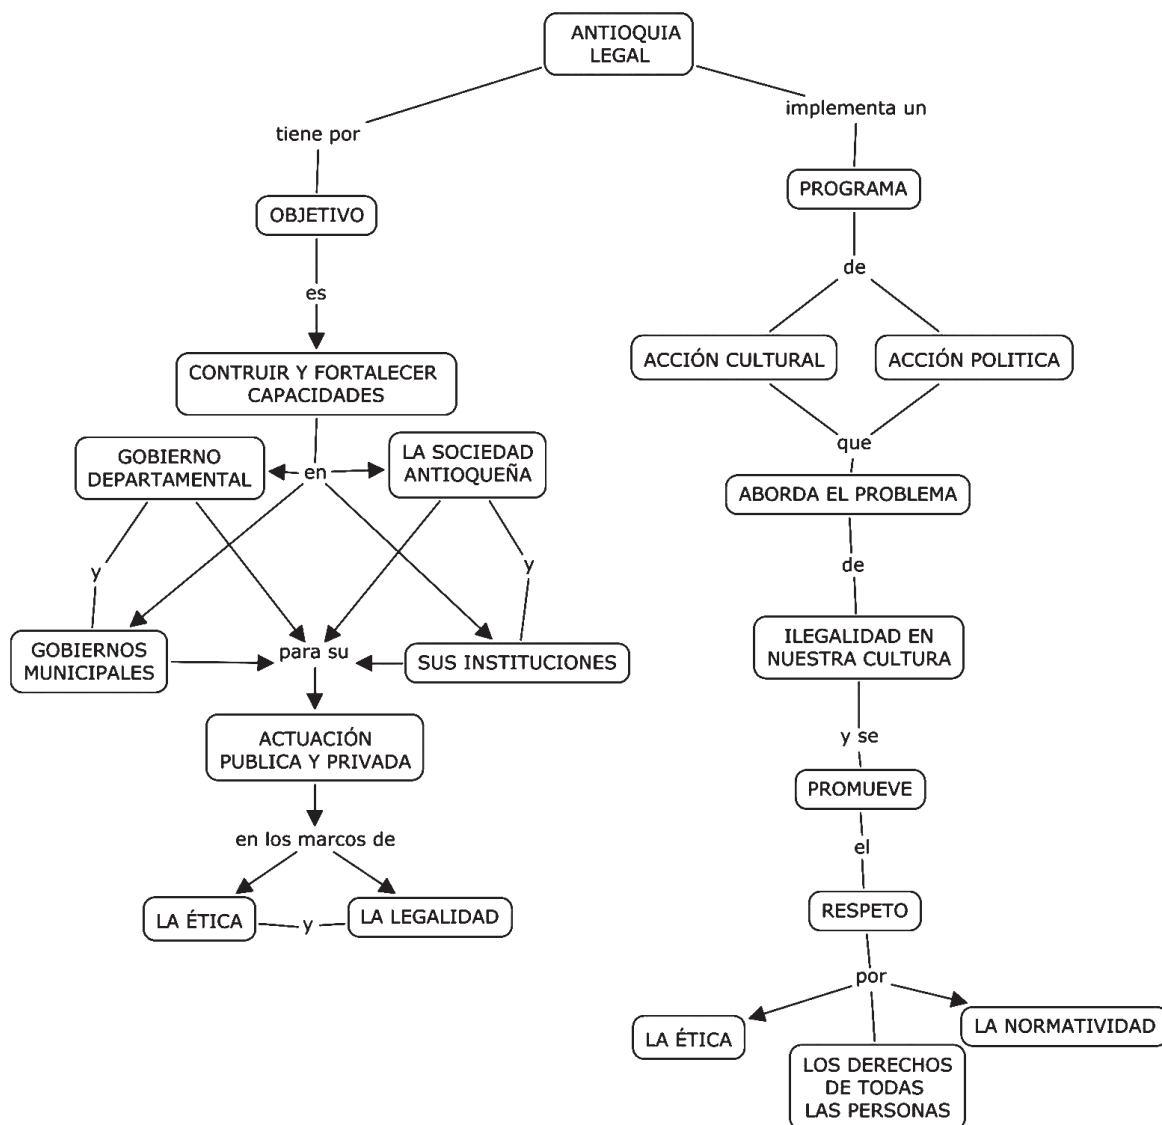 ANTIOQUIA
LEGAL
tiene por
OBJETIVO
es
CONTRUIR Y FORTALECER
CAPACIDADES
en
GOBIERNO
DEPARTAMENTAL
LA SOCIEDAD
ANTIOQUEÑA
y
y
GOBIERNOS
MUNICIPALES
para su
SUS INSTITUCIONES
ACTUACIÓN
PUBLICA Y PRIVADA
en los marcos de
LA ÉTICA
y
LA LEGALIDAD
implementa un
PROGRAMA
de
ACCIÓN CULTURAL
ACCIÓN POLITICA
que
ABORDA EL PROBLEMA
de
ILEGALIDAD EN
NUESTRA CULTURA
y se
PROMUEVE
el
RESPETO
por
LA ÉTICA
LOS DERECHOS
DE TODAS
LAS PERSONAS
LA NORMATIVIDAD